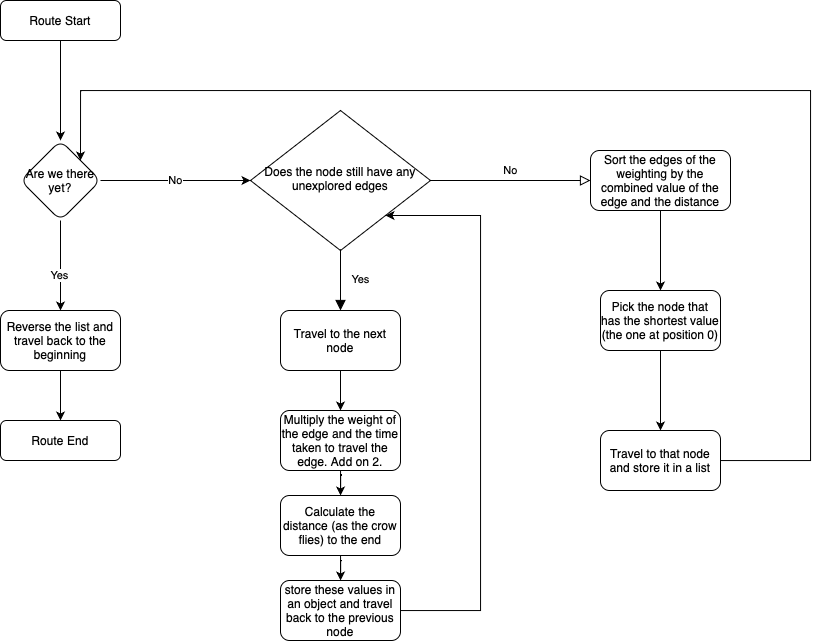 Route Start
Are we there
yet?
No
Does the node still have any
unexplored edges
No
Sort the edges of the
weighting by the
combined value of the
edge and the distance
Yes
Yes
Reverse the list and
travel back to the
beginning
Travel to the next
node
Pick the node that
has the shortest value
(the one at position 0)
Route End
Multiply the weight of
the edge and the time
taken to travel the
edge. Add on 2.
Travel to that node
and store it in a list
Calculate the
distance (as the crow
flies) to the end
store these values in
an object and travel
back to the previous
node